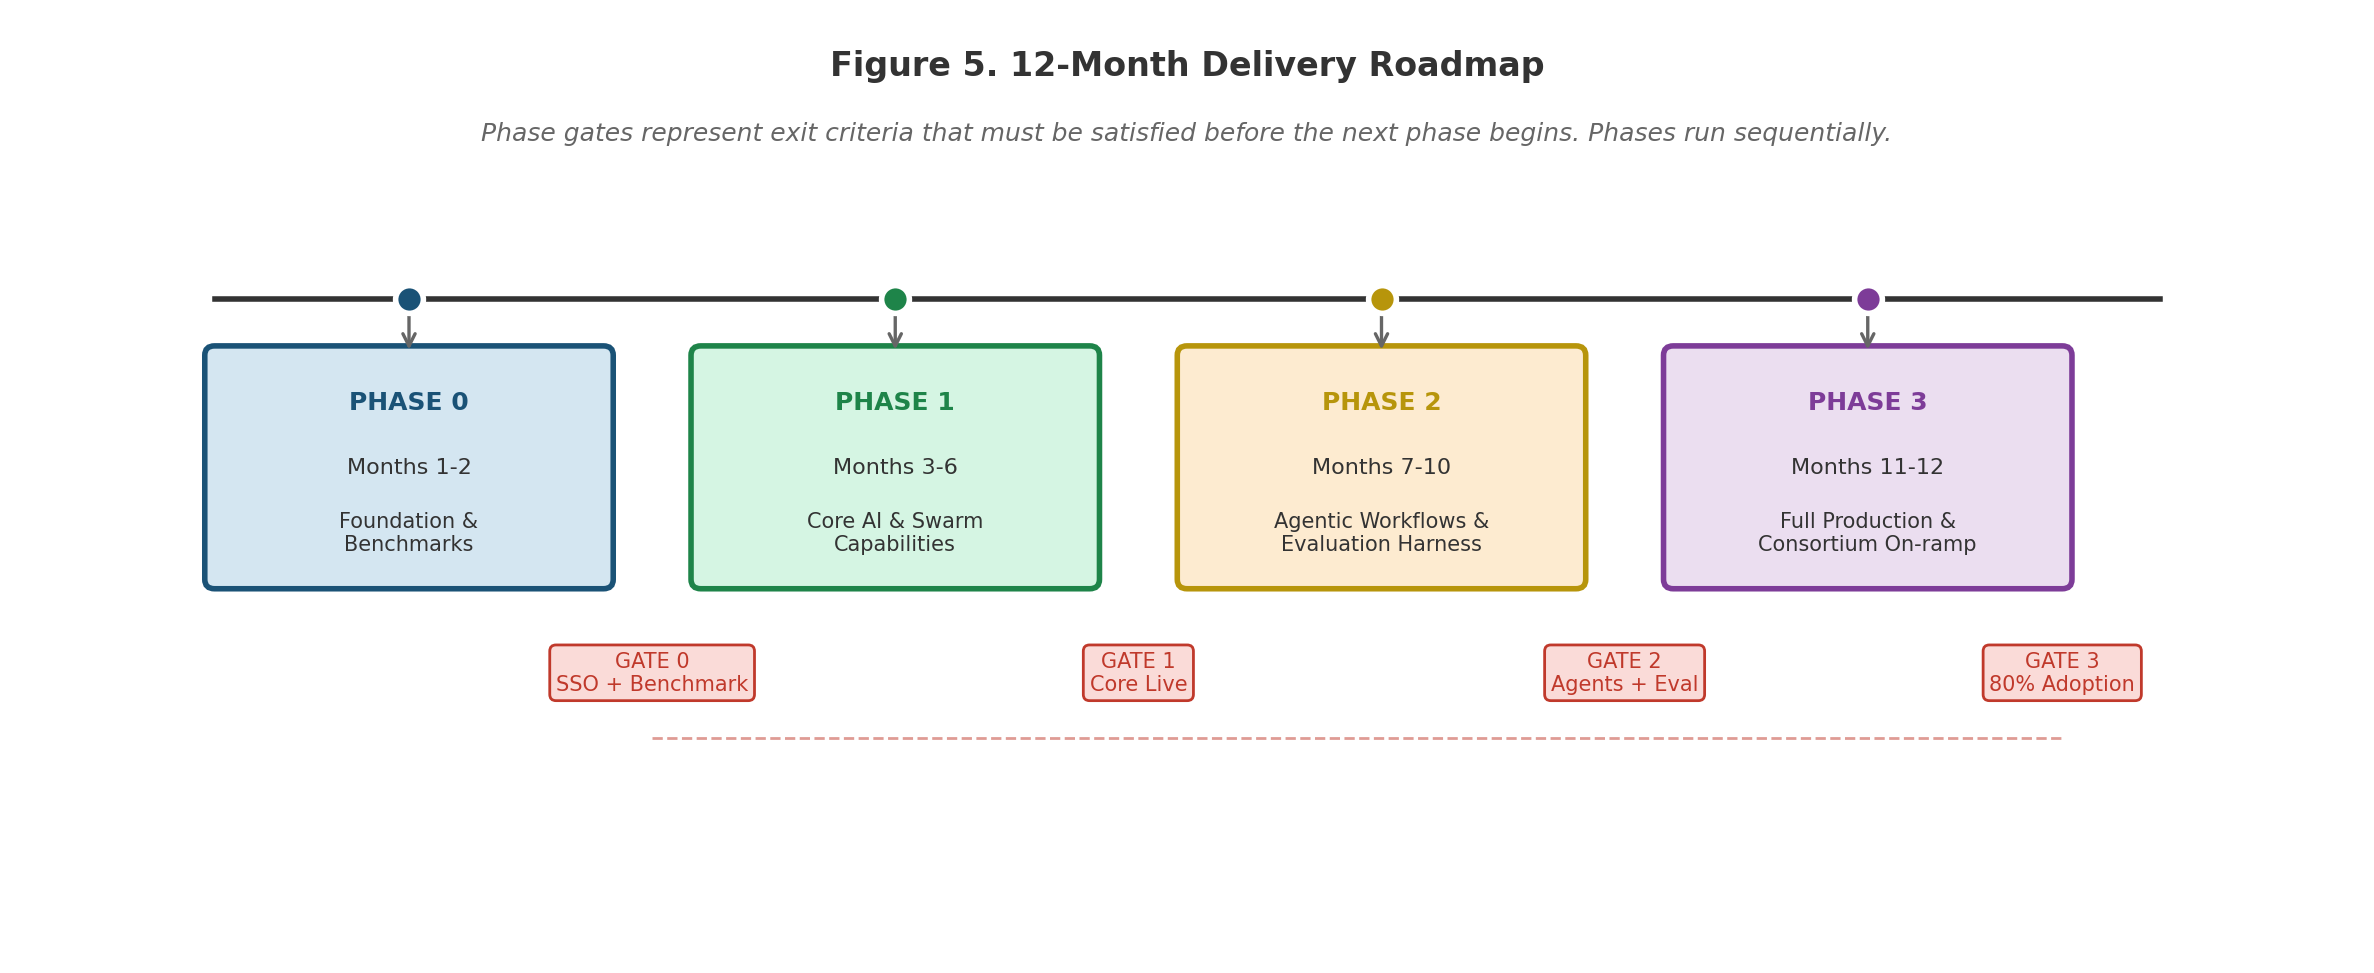 Figure 5. 12-Month Delivery Roadmap
Phase gates represent exit criteria that must be satisfied before the next phase begins. Phases run sequentially.
PHASE 0
Months 1-2
Foundation &
Benchmarks
PHASE 1
Months 3-6
Core AI & Swarm
Capabilities
PHASE 2
Months 7-10
Agentic Workflows &
Evaluation Harness
PHASE 3
Months 11-12
Full Production &
Consortium On-ramp
GATE 0
SSO + Benchmark
GATE 1
Core Live
GATE 2
Agents + Eval
GATE 3
80% Adoption